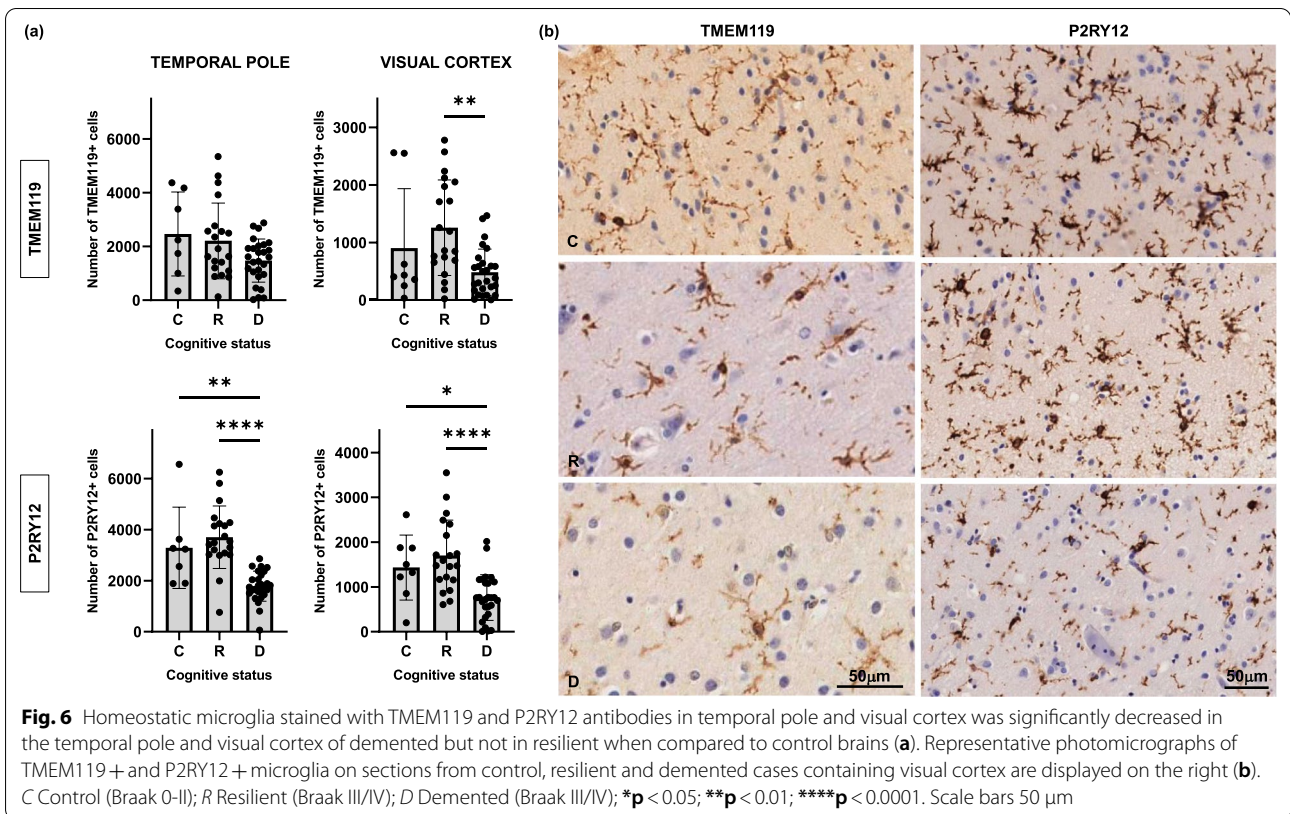 (a)
TEMPORAL POLE
VISUAL CORTEX
TMEM119
Number of TMEM119+ cells
6000
4000
2000
0
C R D
Cognitive status
Number of TMEM119+ cells
3000
2000
1000
0
**
C R D
Cognitive status
P2RY12
Number of P2RY12+ cells
6000
4000
2000
0
**
****
C R D
Cognitive status
Number of P2RY12+ cells
4000
3000
2000
1000
0
*
****
C R D
Cognitive status
(b)
TMEM119
P2RY12
C
R
D
50μm
50μm
Fig. 6 Homeostatic microglia stained with TMEM119 and P2RY12 antibodies in temporal pole and visual cortex was significantly decreased in
the temporal pole and visual cortex of demented but not in resilient when compared to control brains (a). Representative photomicrographs of
TMEM119 + and P2RY12 + microglia on sections from control, resilient and demented cases containing visual cortex are displayed on the right (b).
C Control (Braak 0-II); R Resilient (Braak III/IV); D Demented (Braak III/IV); *p < 0.05; **p < 0.01; ****p < 0.0001. Scale bars 50 μm